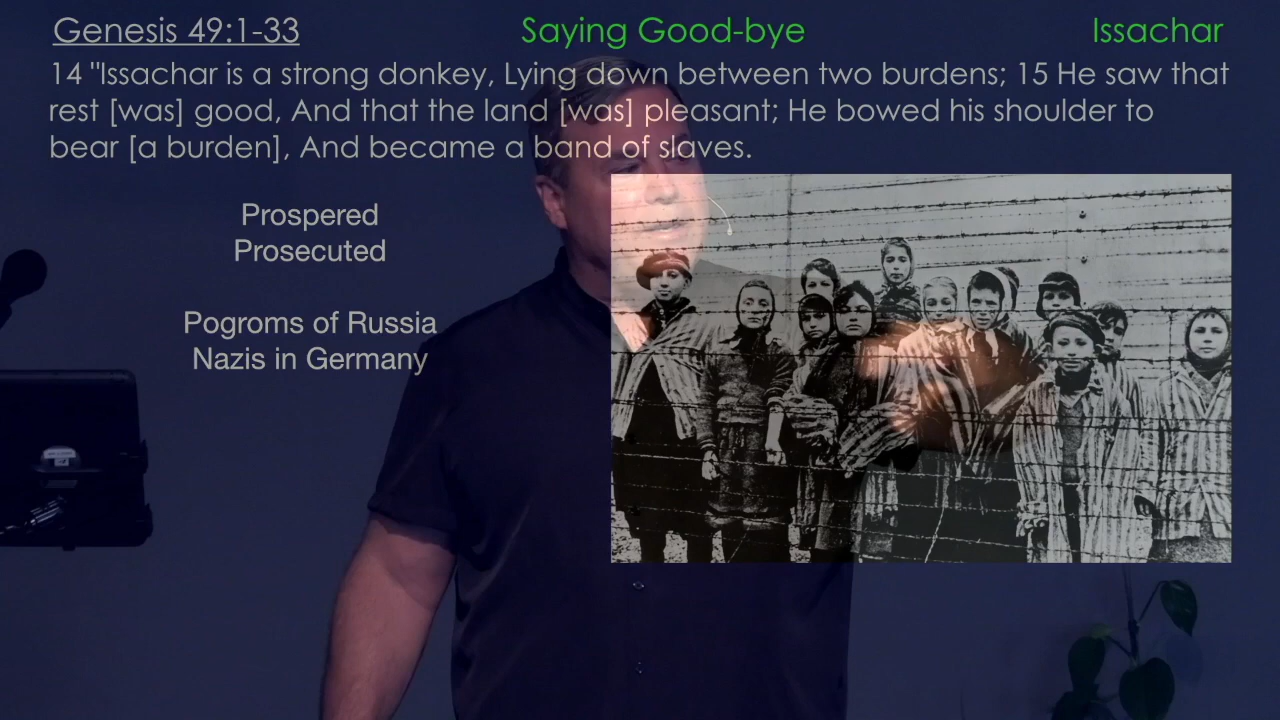 Genesis 49:1-33 Saying Good-bye Issachar
14 "Issachar is a strong donkey, Lying down between two burdens; 15 He saw that
rest [was] good, And that the land [was] pleasant; He bowed his shoulder to
bear [a burden], And became a band of slaves.
Prospered
Prosecuted
Pogroms of Russia
Nazis in Germany